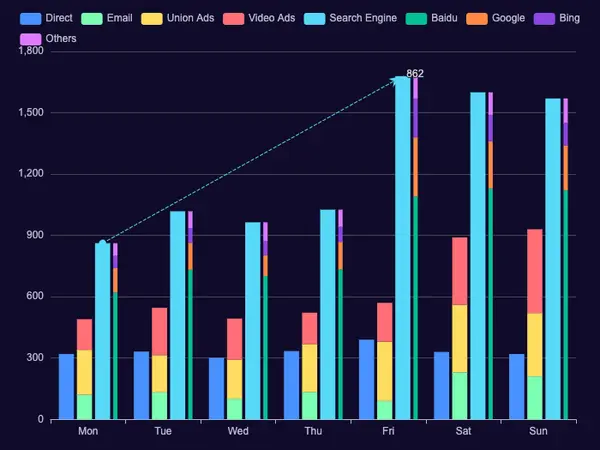 Direct Email Union Ads Video Ads Search Engine Baidu Google Bing
Others
1,800
862
1,500
1,200
900
600
300
0
Mon Tue Wed Thu Fri Sat Sun